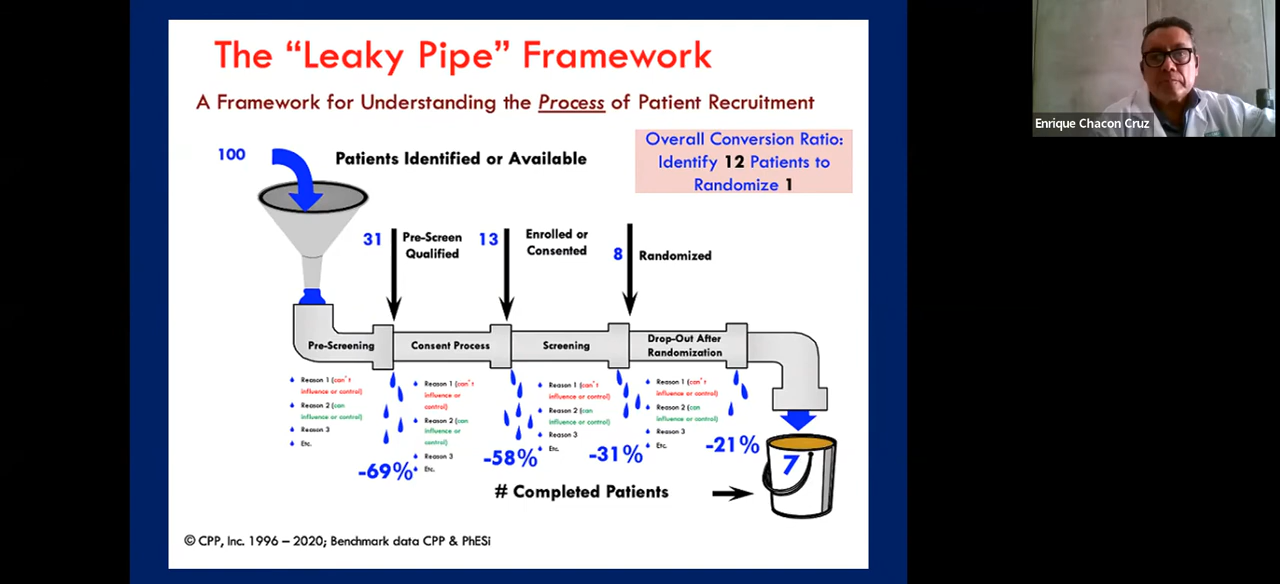 The “Leaky Pipe” Framework
A Framework for Understanding the Process of Patient Recruitment
100
Patients Identified or Available
Overall Conversion Ratio:
Identify 12 Patients to
Randomize 1
31
Pre-Screen
Qualified
13
Enrolled or
Consented
8
Randomized
Pre-Screening
Consent Process
Screening
Drop-Out After
Randomization
Reason 1 (can't
influence or control)
Reason 2 (can
influence or control)
Reason 3
Etc.
-69%
Reason 1 (can't
influence or
control)
Reason 2 (can
influence or
control)
Reason 3
Etc.
-58%
Reason 1 (can't
influence or control)
Reason 2 (can
influence or control)
Reason 3
Etc.
-31%
Reason 1 (can't
influence or control)
Reason 2 (can
influence or control)
Reason 3
Etc.
-21%
7
# Completed Patients
© CPP, Inc. 1996 – 2020; Benchmark data CPP & PhESi
Enrique Chacon Cruz